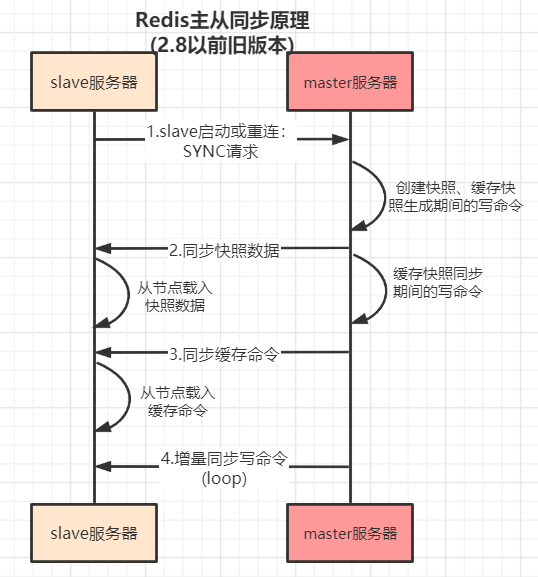 Redis主从同步原理
(2.8以前旧版本)
slave服务器
master服务器
1.slave启动或重连：
SYNC请求
创建快照、缓存快
照生成期间的写命令
2.同步快照数据
缓存快照同步
期间的写命令
从节点载入
快照数据
3.同步缓存命令
从节点载入
缓存命令
4.增量同步写命令
(loop)
slave服务器
master服务器